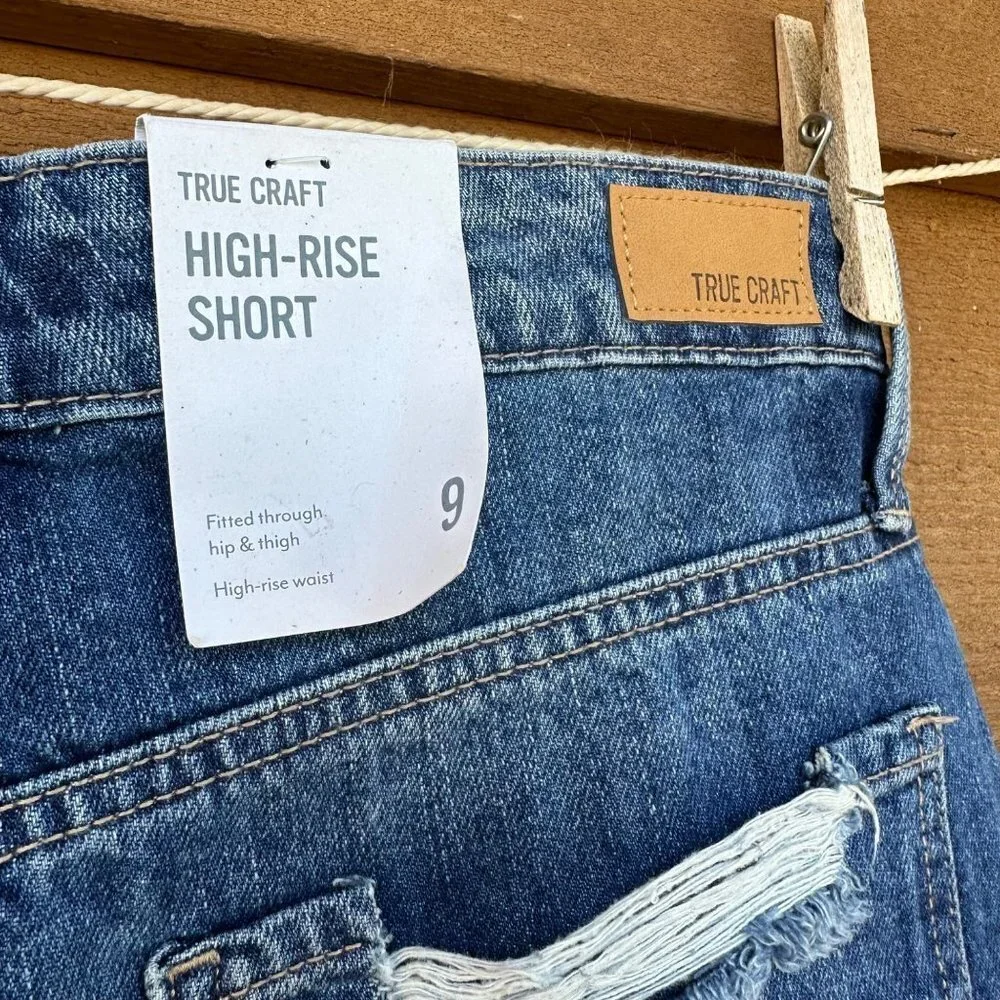 TRUE CRAFT
HIGH-RISE
SHORT
9
Fitted through
hip & thigh
High-rise waist
TRUE CRAFT